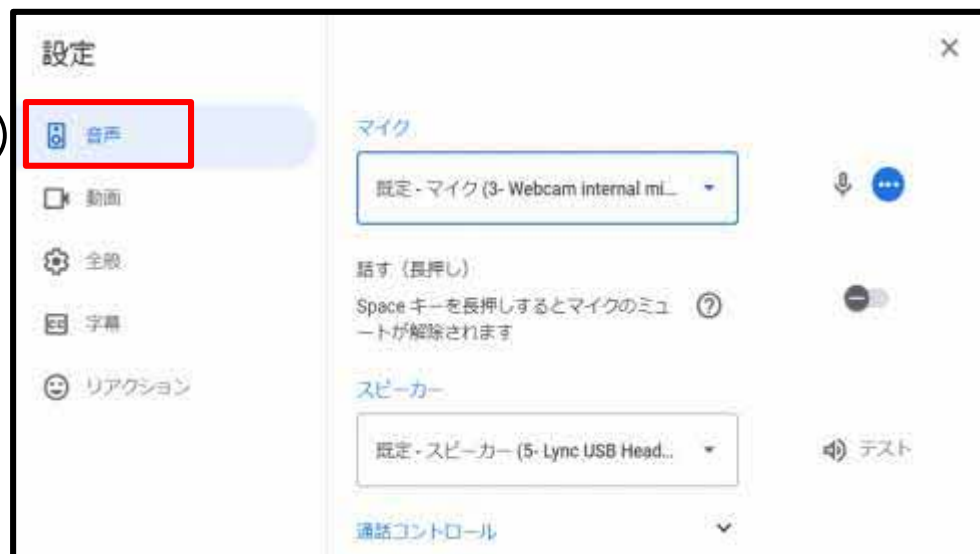 設定
音声
動画
全般
字幕
リアクション
マイク
既定 - マイク (3- Webcam internal mi...
話す（長押し）
Space キーを長押しするとマイクのミュ
ートが解除されます
スピーカー
既定 - スピーカー (5- Lync USB Head...
テスト
通話コントロール